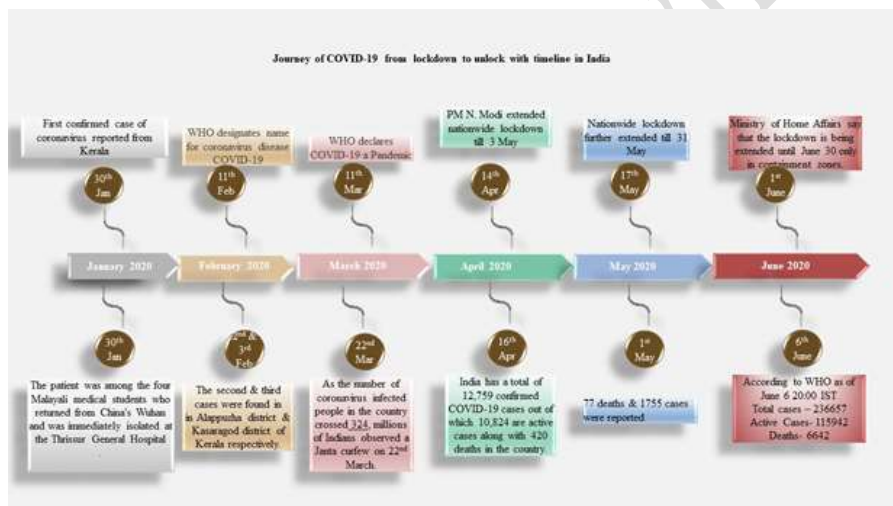 Journey of COVID-19 from lockdown to unlock with timeline in India
First confirmed case of
coronavirus reported from
Kerala
30th
Jan
WHO designates name
for coronavirus disease
COVID-19
11th
Feb
WHO declares
COVID-19 a Pandemic
11th
Mar
PM N. Modi extended
nationwide lockdown
till 3 May
14th
Apr
Nationwide lockdown
further extended till 31
May
17th
May
Ministry of Home Affairs say
that the lockdown is being
extended until June 30 only
in containment zones.
1st
June
January 2020
February 2020
March 2020
April 2020
May 2020
June 2020
30th
Jan
The patient was among the four
Malayali medical students who
returned from China's Wuhan
and was immediately isolated at
the Thrissur General Hospital
.
2nd &
3rd
Feb
The second & third
cases were found in
in Alappuzha district &
Kasaragod district of
Kerala respectively.
22nd
Mar
As the number of
coronavirus infected
people in the country
crossed 324, millions
of Indians observed a
Janta curfew on 22nd
March.
16th
Apr
India has a total of
12,759 confirmed
COVID-19 cases out of
which 10,824 are active
cases along with 420
deaths in the country.
1st
May
77 deaths & 1755 cases
were reported
6th
June
According to WHO as of
June 6 20:00 IST
Total cases – 236657
Active Cases- 115942
Deaths- 6642